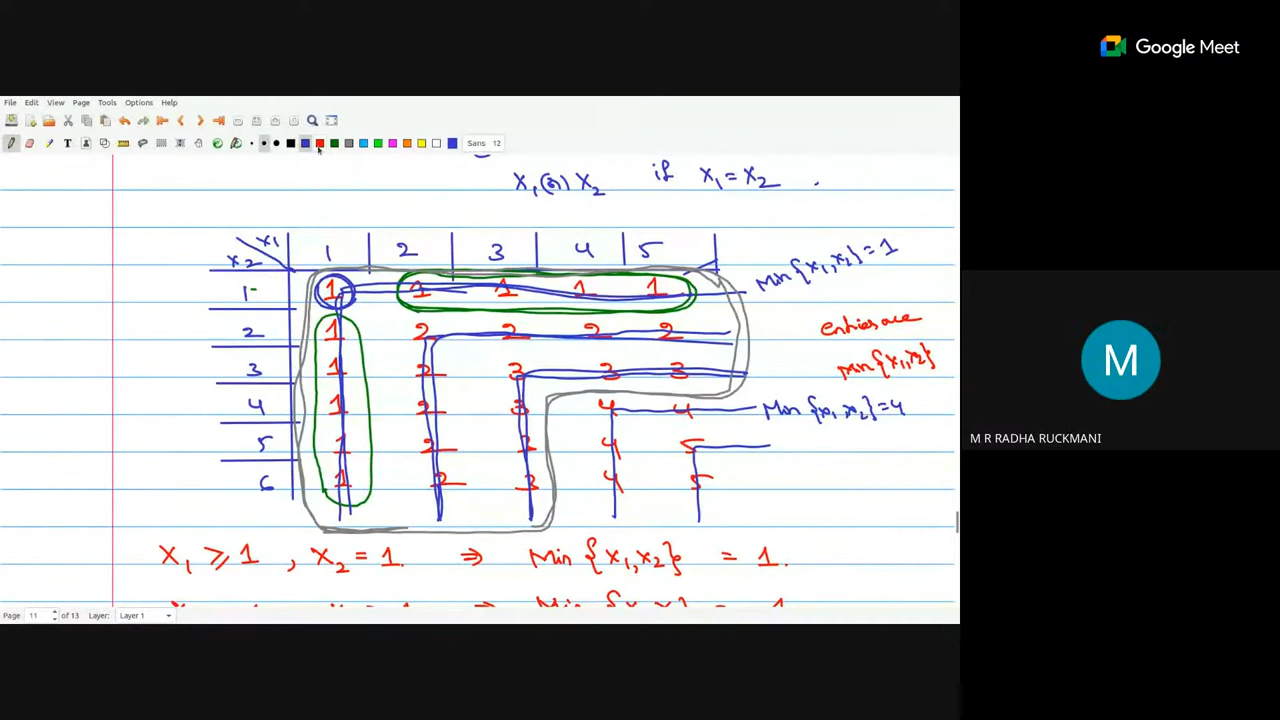 Google Meet
File Edit View Page Tools Options Help
Sans 12
X1 (or) X2 if X1 = X2 .
X1 1 2 3 4 5
X2
1 1 1 1 1 1 Min {X1, X2} = 1
2 1 2 2 2 2 entries are
3 1 2 3 3 3 Min {X1, X2}
4 1 2 3 4 4 Min {X1, X2} = 4
5 1 2 3 4 5
6 1 2 3 4 5
X1 ≥ 1 , X2 = 1. ⇒ Min {X1, X2} = 1.
M
M R RADHA RUCKMANI
Page 11 of 13 Layer: Layer 1